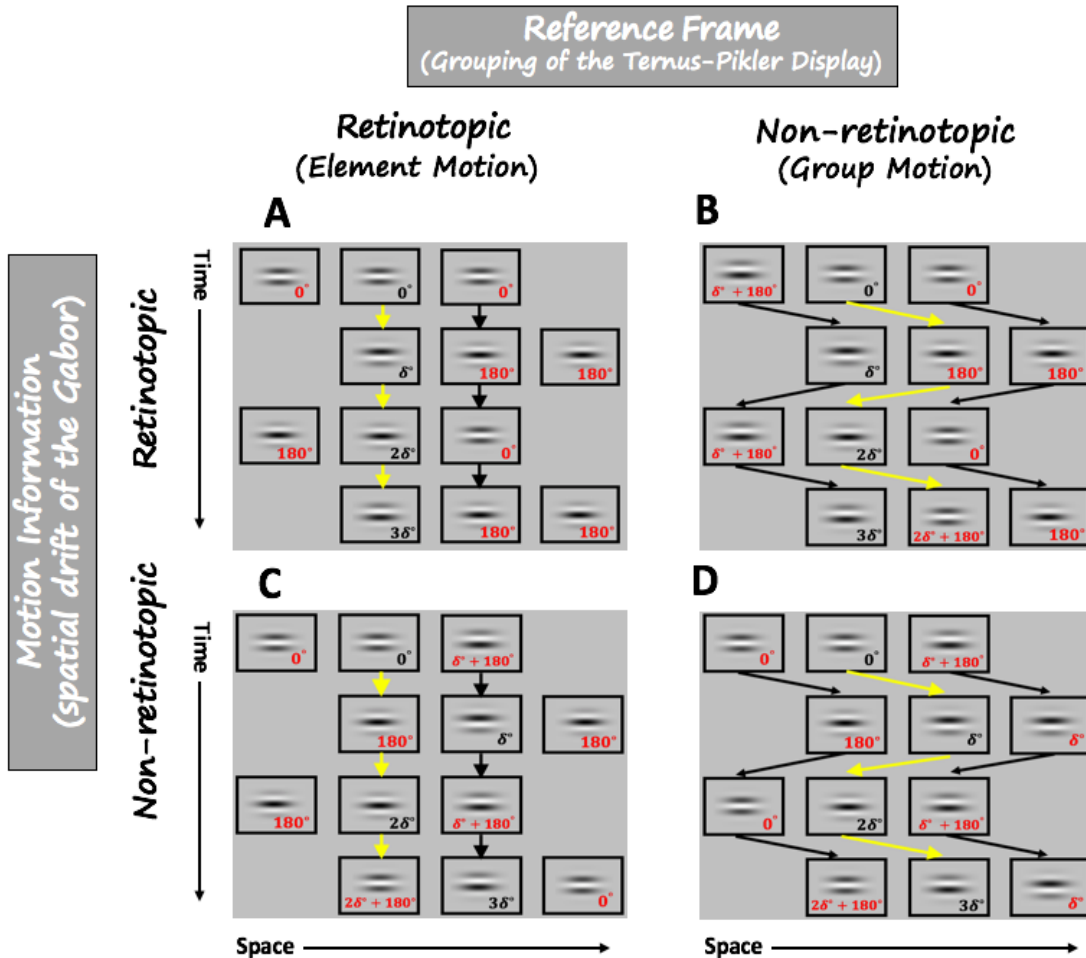 Reference Frame
(Grouping of the Ternus-Pikler Display)
Retinotopic
(Element Motion)
Non-retinotopic
(Group Motion)
Motion Information
(spatial drift of the Gabor)
Retinotopic
Non-retinotopic
A
Time
0° 0° 0°
δ° 180° 180°
180° 2δ° 0°
3δ° 180° 180°
B
δ° + 180° 0° 0°
δ° 180° 180°
δ° + 180° 2δ° 0°
3δ° 2δ° + 180° 180°
C
Time
0° 0° δ° + 180°
180° δ° 180°
180° 2δ° δ° + 180°
2δ° + 180° 3δ° 0°
D
0° 0° δ° + 180°
180° δ° δ°
0° 2δ° δ° + 180°
2δ° + 180° 3δ° δ°
Space
Space